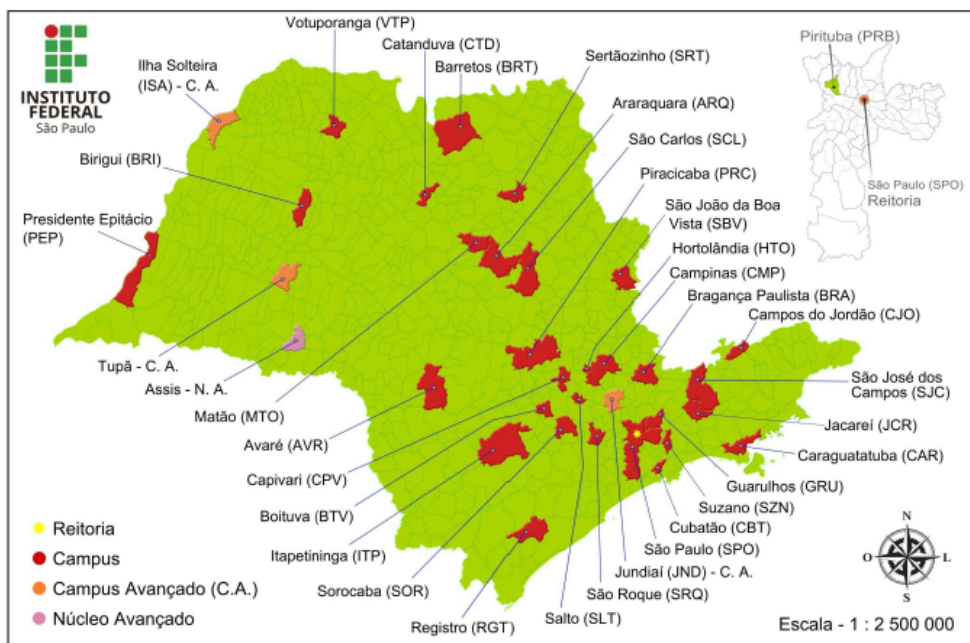 INSTITUTO
FEDERAL
São Paulo
Votuporanga (VTP)
Catanduva (CTD)
Barretos (BRT)
Sertãozinho (SRT)
Pirituba (PRB)
Ilha Solteira
(ISA) - C. A.
Araraquara (ARQ)
São Carlos (SCL)
Birigui (BRI)
Piracicaba (PRC)
São Paulo (SPO)
Reitoria
Presidente Epitácio
(PEP)
São João da Boa
Vista (SBV)
Hortolândia (HTO)
Campinas (CMP)
Bragança Paulista (BRA)
Campos do Jordão (CJO)
Tupã - C. A.
Assis - N. A.
Matão (MTO)
São José dos
Campos (SJC)
Avaré (AVR)
Jacareí (JCR)
Capivari (CPV)
Caraguatatuba (CAR)
Boituva (BTV)
Guarulhos (GRU)
Suzano (SZN)
Cubatão (CBT)
Itapetininga (ITP)
São Paulo (SPO)
Jundiaí (JND) - C. A.
Sorocaba (SOR)
São Roque (SRQ)
Salto (SLT)
Registro (RGT)
Reitoria
Campus
Campus Avançado (C.A.)
Núcleo Avançado
N
O
L
S
Escala - 1 : 2 500 000